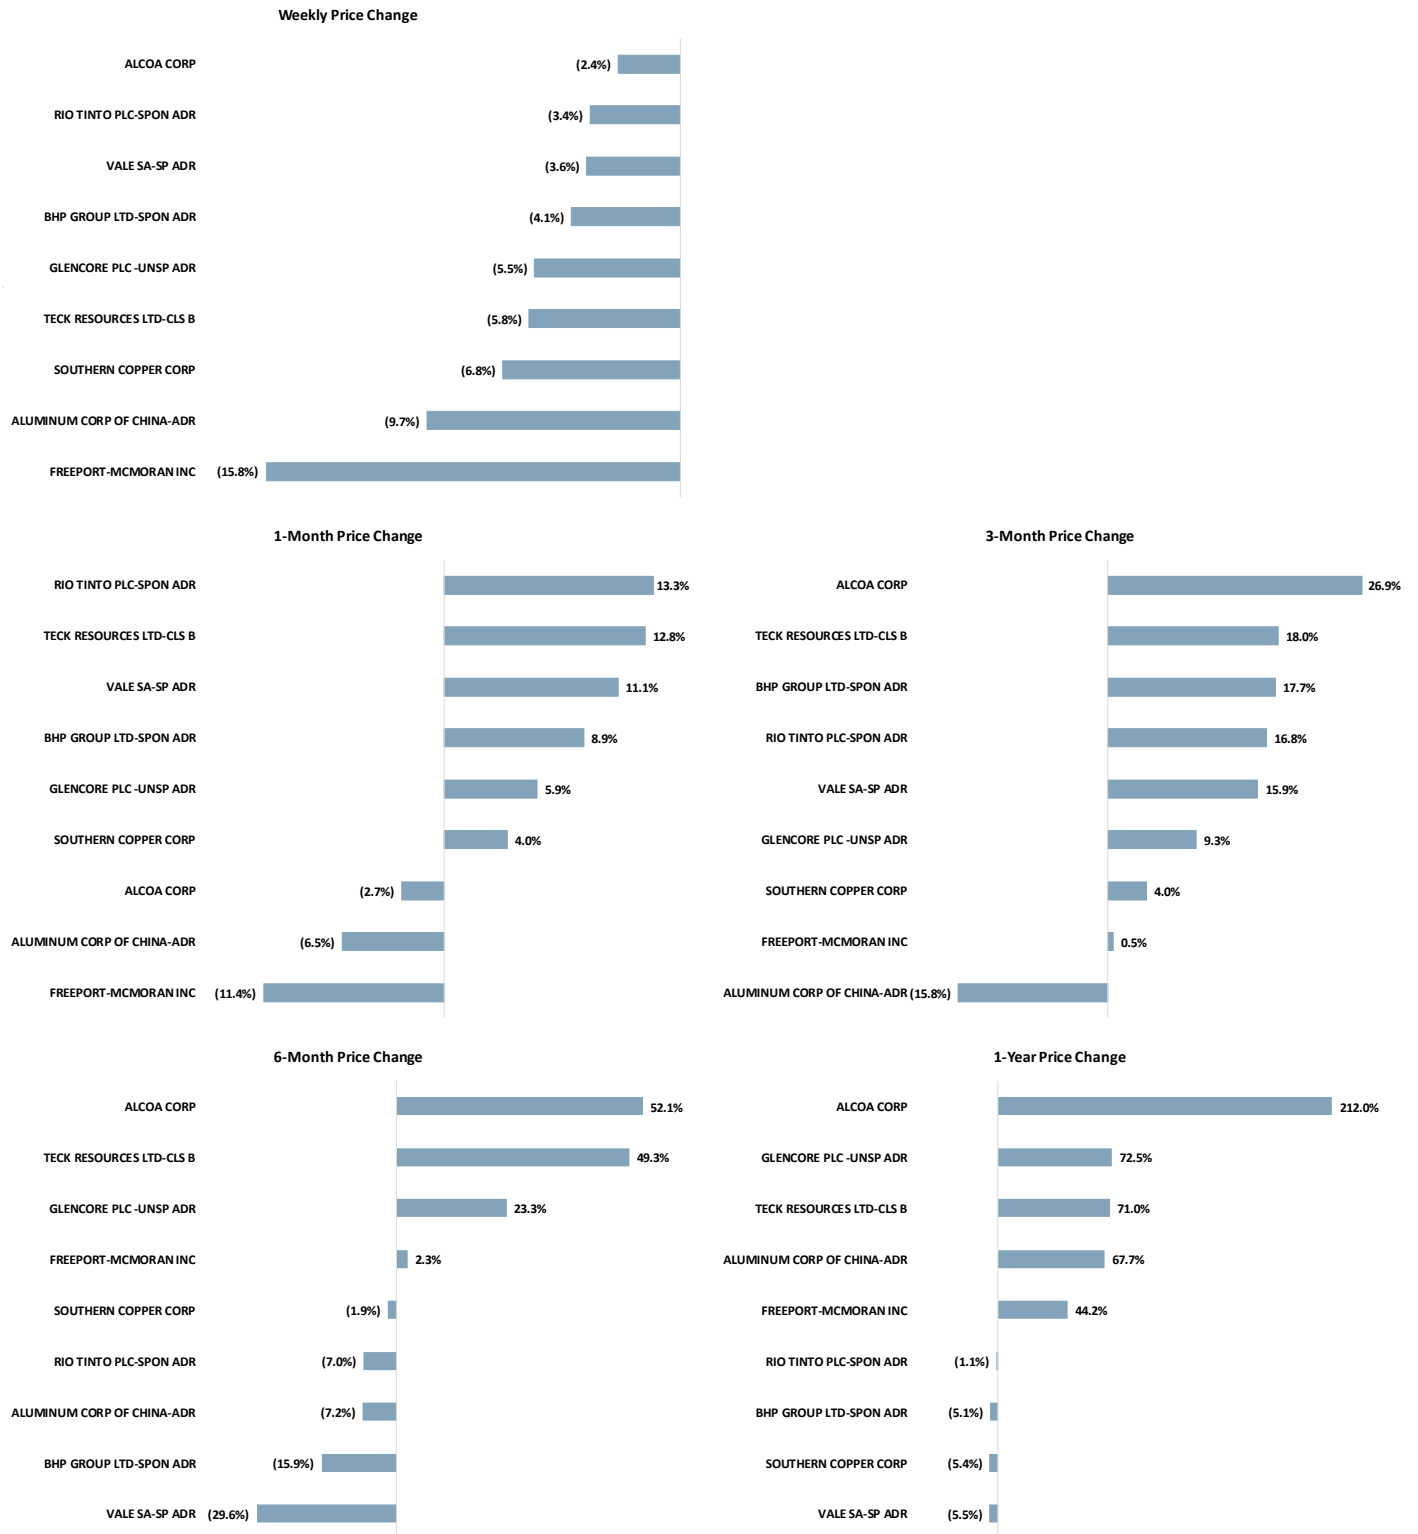 Weekly Price Change
ALCOA CORP (2.4%)
RIO TINTO PLC-SPON ADR (3.4%)
VALE SA-SP ADR (3.6%)
BHP GROUP LTD-SPON ADR (4.1%)
GLENCORE PLC -UNSP ADR (5.5%)
TECK RESOURCES LTD-CLS B (5.8%)
SOUTHERN COPPER CORP (6.8%)
ALUMINUM CORP OF CHINA-ADR (9.7%)
FREEPORT-MCMORAN INC (15.8%)
1-Month Price Change
RIO TINTO PLC-SPON ADR 13.3%
TECK RESOURCES LTD-CLS B 12.8%
VALE SA-SP ADR 11.1%
BHP GROUP LTD-SPON ADR 8.9%
GLENCORE PLC -UNSP ADR 5.9%
SOUTHERN COPPER CORP 4.0%
ALCOA CORP (2.7%)
ALUMINUM CORP OF CHINA-ADR (6.5%)
FREEPORT-MCMORAN INC (11.4%)
3-Month Price Change
ALCOA CORP 26.9%
TECK RESOURCES LTD-CLS B 18.0%
BHP GROUP LTD-SPON ADR 17.7%
RIO TINTO PLC-SPON ADR 16.8%
VALE SA-SP ADR 15.9%
GLENCORE PLC -UNSP ADR 9.3%
SOUTHERN COPPER CORP 4.0%
FREEPORT-MCMORAN INC 0.5%
ALUMINUM CORP OF CHINA-ADR (15.8%)
6-Month Price Change
ALCOA CORP 52.1%
TECK RESOURCES LTD-CLS B 49.3%
GLENCORE PLC -UNSP ADR 23.3%
FREEPORT-MCMORAN INC 2.3%
SOUTHERN COPPER CORP (1.9%)
RIO TINTO PLC-SPON ADR (7.0%)
ALUMINUM CORP OF CHINA-ADR (7.2%)
BHP GROUP LTD-SPON ADR (15.9%)
VALE SA-SP ADR (29.6%)
1-Year Price Change
ALCOA CORP 212.0%
GLENCORE PLC -UNSP ADR 72.5%
TECK RESOURCES LTD-CLS B 71.0%
ALUMINUM CORP OF CHINA-ADR 67.7%
FREEPORT-MCMORAN INC 44.2%
RIO TINTO PLC-SPON ADR (1.1%)
BHP GROUP LTD-SPON ADR (5.1%)
SOUTHERN COPPER CORP (5.4%)
VALE SA-SP ADR (5.5%)